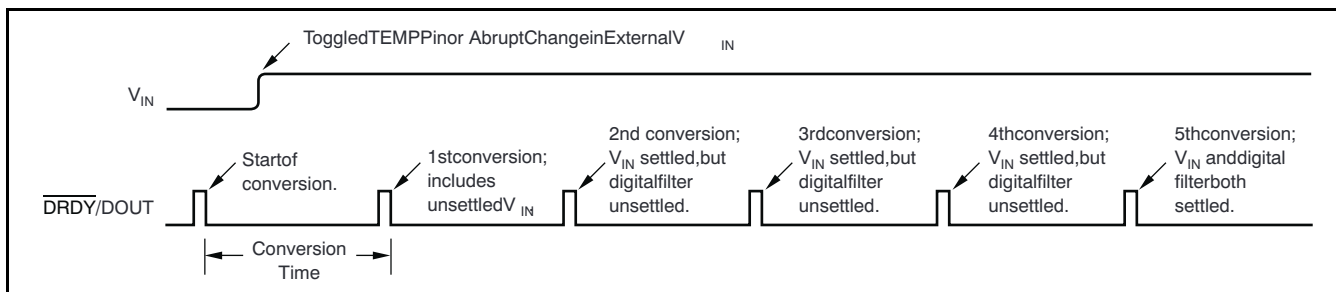 ToggledTEMPPinor AbruptChangeinExternalV IN
VIN
Startof
conversion.
1stconversion;
includes
unsettledV IN
2nd conversion;
VIN settled,but
digitalfilter
unsettled.
3rdconversion;
VIN settled,but
digitalfilter
unsettled.
4thconversion;
VIN settled,but
digitalfilter
unsettled.
5thconversion;
VIN anddigital
filterboth
settled.
DRDY/DOUT
Conversion
Time